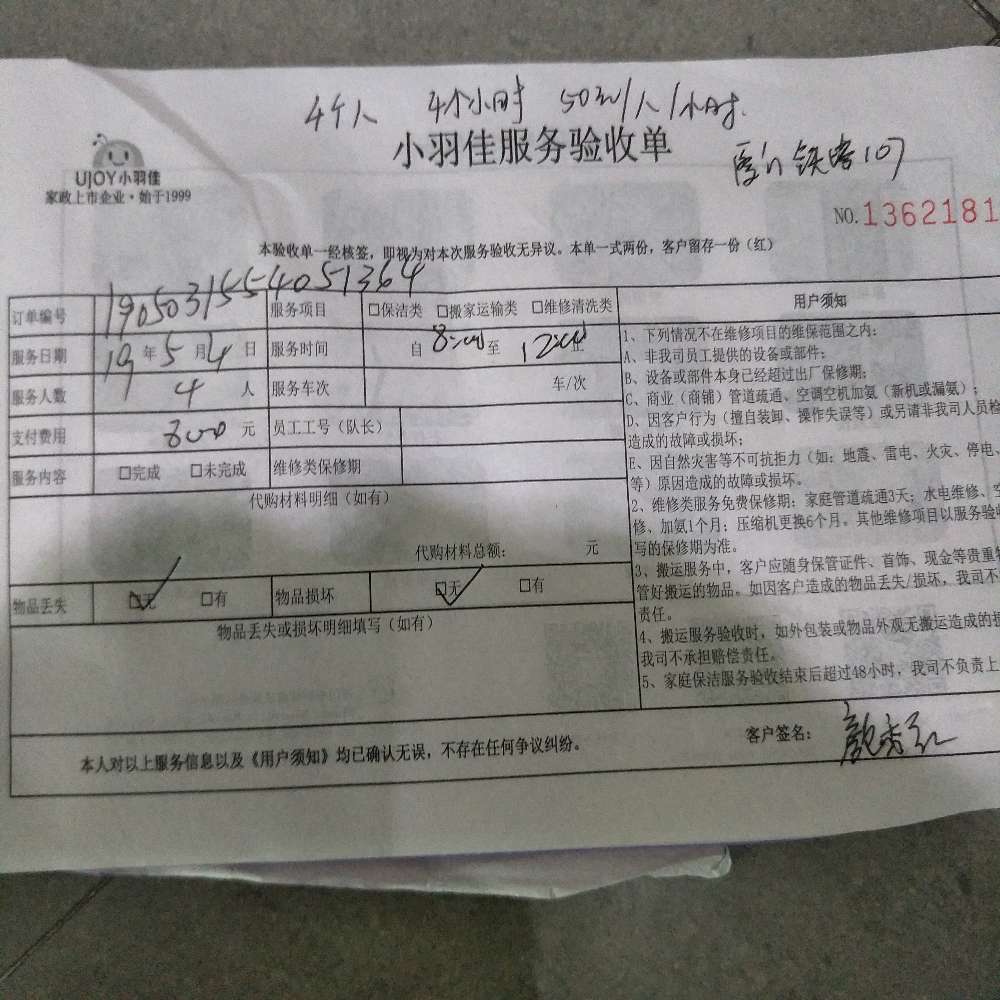 4个人 4个小时 50元/人/小时.
小羽佳服务验收单
铁路107
UJOY小羽佳
家政上市企业·始于1999
NO.1362181
本验收单一经核签，即视为对本次服务验收无异议。本单一式两份，客户留存一份（红）
订单编号 1905031554051364 服务项目 □保洁类 □搬家运输类 □维修清洗类
服务日期 19年5月4日 服务时间 自8:00至12:00止
服务人数 4人 服务车次 车/次
支付费用 800元 员工工号（队长）
服务内容 □完成 □未完成 维修类保修期
代购材料明细（如有）
代购材料总额： 元
物品丢失 ☑无 □有 物品损坏 ☑无 □有
物品丢失或损坏明细填写（如有）
用户须知
1、下列情况不在维修项目的维保范围之内：
A、非我司员工提供的设备或部件；
B、设备或部件本身已经超过出厂保修期；
C、商业（商铺）管道疏通、空调空机加氨（新机或漏氨）；
D、因客户行为（擅自装卸、操作失误等）或另请非我司人员检
造成的故障或损坏；
E、因自然灾害等不可抗拒力（如：地震、雷电、火灾、停电、
等）原因造成的故障或损坏。
2、维修类服务免费保修期：家庭管道疏通3天；水电维修、空
修、加氨1个月；压缩机更换6个月。其他维修项目以服务验收
写的保修期为准。
3、搬运服务中，客户应随身保管证件、首饰、现金等贵重物
管好搬运的物品。如因客户造成的物品丢失/损坏，我司不
责任。
4、搬运服务验收时，如外包装或物品外观无搬运造成的损
我司不承担赔偿责任。
5、家庭保洁服务验收结束后超过48小时，我司不负责上
本人对以上服务信息以及《用户须知》均已确认无误，不存在任何争议纠纷。
客户签名：